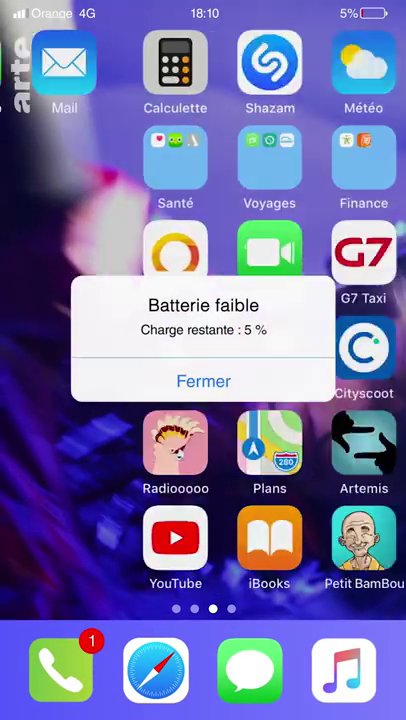 Orange 4G
18:10
5%
arte
Mail
Calculette
Shazam
Météo
Santé
Voyages
Finance
G7
G7 Taxi
Batterie faible
Charge restante : 5 %
Fermer
Cityscoot
280
Radiooooo
Plans
Artemis
YouTube
iBooks
Petit BamBou
1